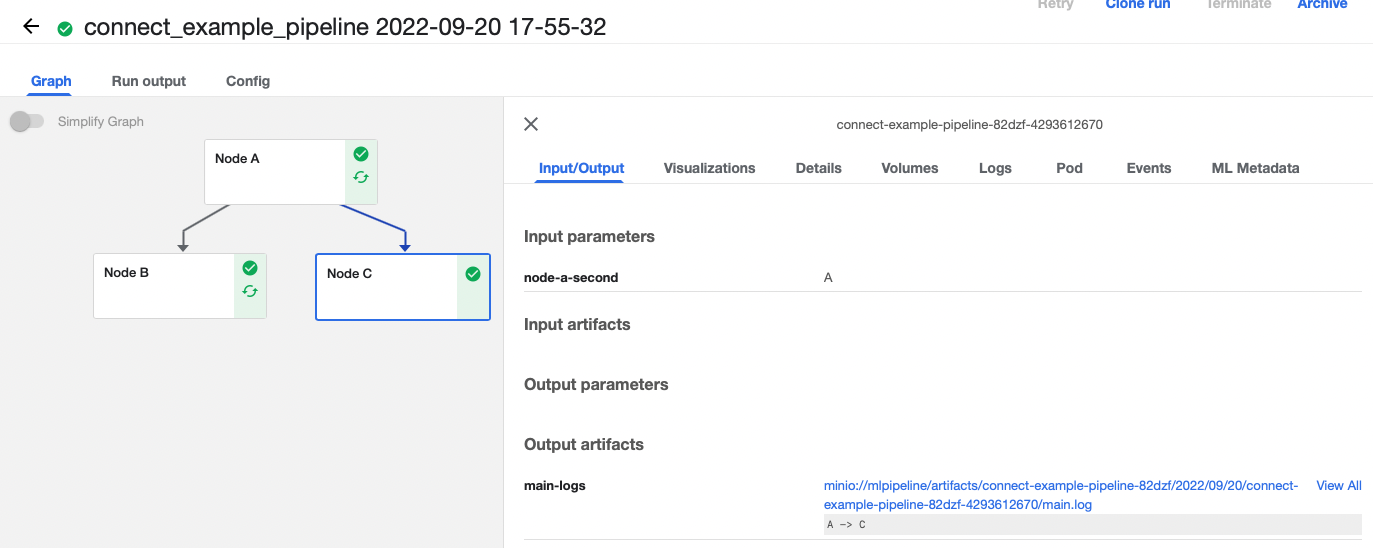 Retry Clone run Terminate Archive
connect_example_pipeline 2022-09-20 17-55-32
Graph Run output Config
Simplify Graph
Node A
Node B
Node C
connect-example-pipeline-82dzf-4293612670
Input/Output Visualizations Details Volumes Logs Pod Events ML Metadata
Input parameters
node-a-second A
Input artifacts
Output parameters
Output artifacts
main-logs minio://mlpipeline/artifacts/connect-example-pipeline-82dzf/2022/09/20/connect- View All
example-pipeline-82dzf-4293612670/main.log
A -> C